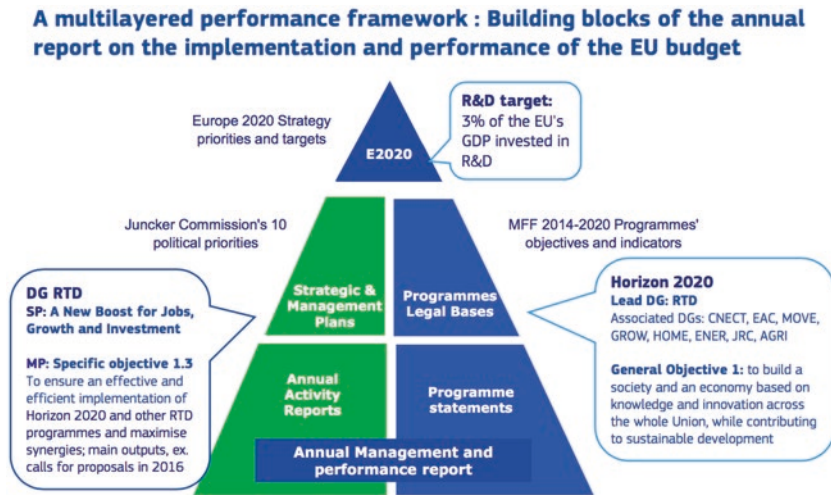 A multilayered performance framework : Building blocks of the annual
report on the implementation and performance of the EU budget
Europe 2020 Strategy
priorities and targets
E2020
R&D target:
3% of the EU's
GDP invested in
R&D
Juncker Commission's 10
political priorities
MFF 2014-2020 Programmes'
objectives and indicators
DG RTD
SP: A New Boost for Jobs,
Growth and Investment
MP: Specific objective 1.3
To ensure an effective and
efficient implementation of
Horizon 2020 and other RTD
programmes and maximise
synergies; main outputs, ex.
calls for proposals in 2016
Strategic &
Management
Plans
Programmes
Legal Bases
Horizon 2020
Lead DG: RTD
Associated DGs: CNECT, EAC, MOVE,
GROW, HOME, ENER, JRC, AGRI
General Objective 1: to build a
society and an economy based on
knowledge and innovation across
the whole Union, while contributing
to sustainable development
Annual
Activity
Reports
Programme
statements
Annual Management and
performance report